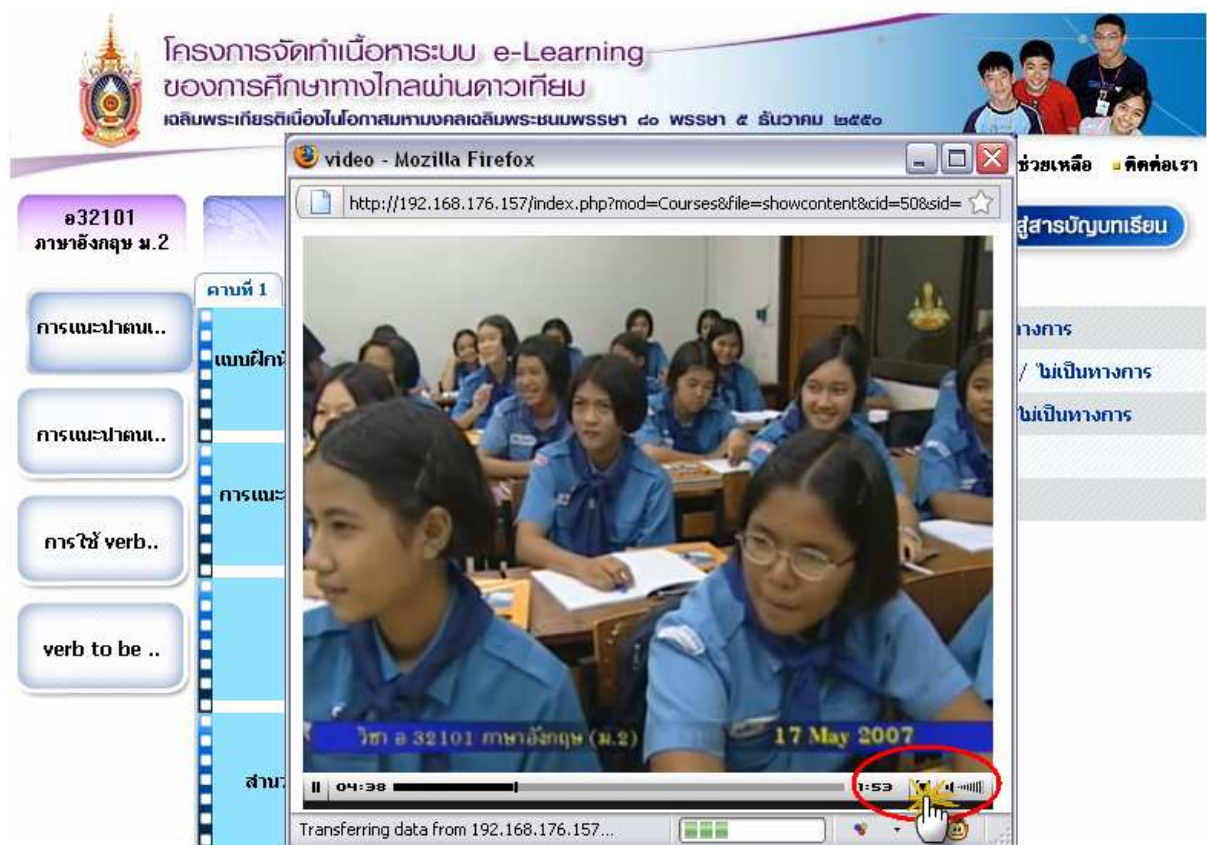 โครงการจัดทำเนื้อหาระบบ e-Learning
ของการศึกษาทางไกลผ่านดาวเทียม
เฉลิมพระเกียรติเนื่องในโอกาสมหามงคลเฉลิมพระชนมพรรษา ๘๐ พรรษา ๕ ธันวาคม ๒๕๕๐
ช่วยเหลือ ติดต่อเรา
video - Mozilla Firefox
http://192.168.176.157/index.php?mod=Courses&file=showcontent&cid=50&sid=
อ32101
ภาษาอังกฤษ ม.2
สู่สารบัญบทเรียน
คาบที่ 1
การแนะนำตนเ..
การแนะนำตนเ..
การใช้ verb..
verb to be ..
แบบฝึกหั
การแนะ
สำนว
างการ
/ ไม่เป็นทางการ
ไม่เป็นทางการ
วิชา อ 32101 ภาษาอังกฤษ (ม.2) 17 May 2007
04:38 1:53
Transferring data from 192.168.176.157...